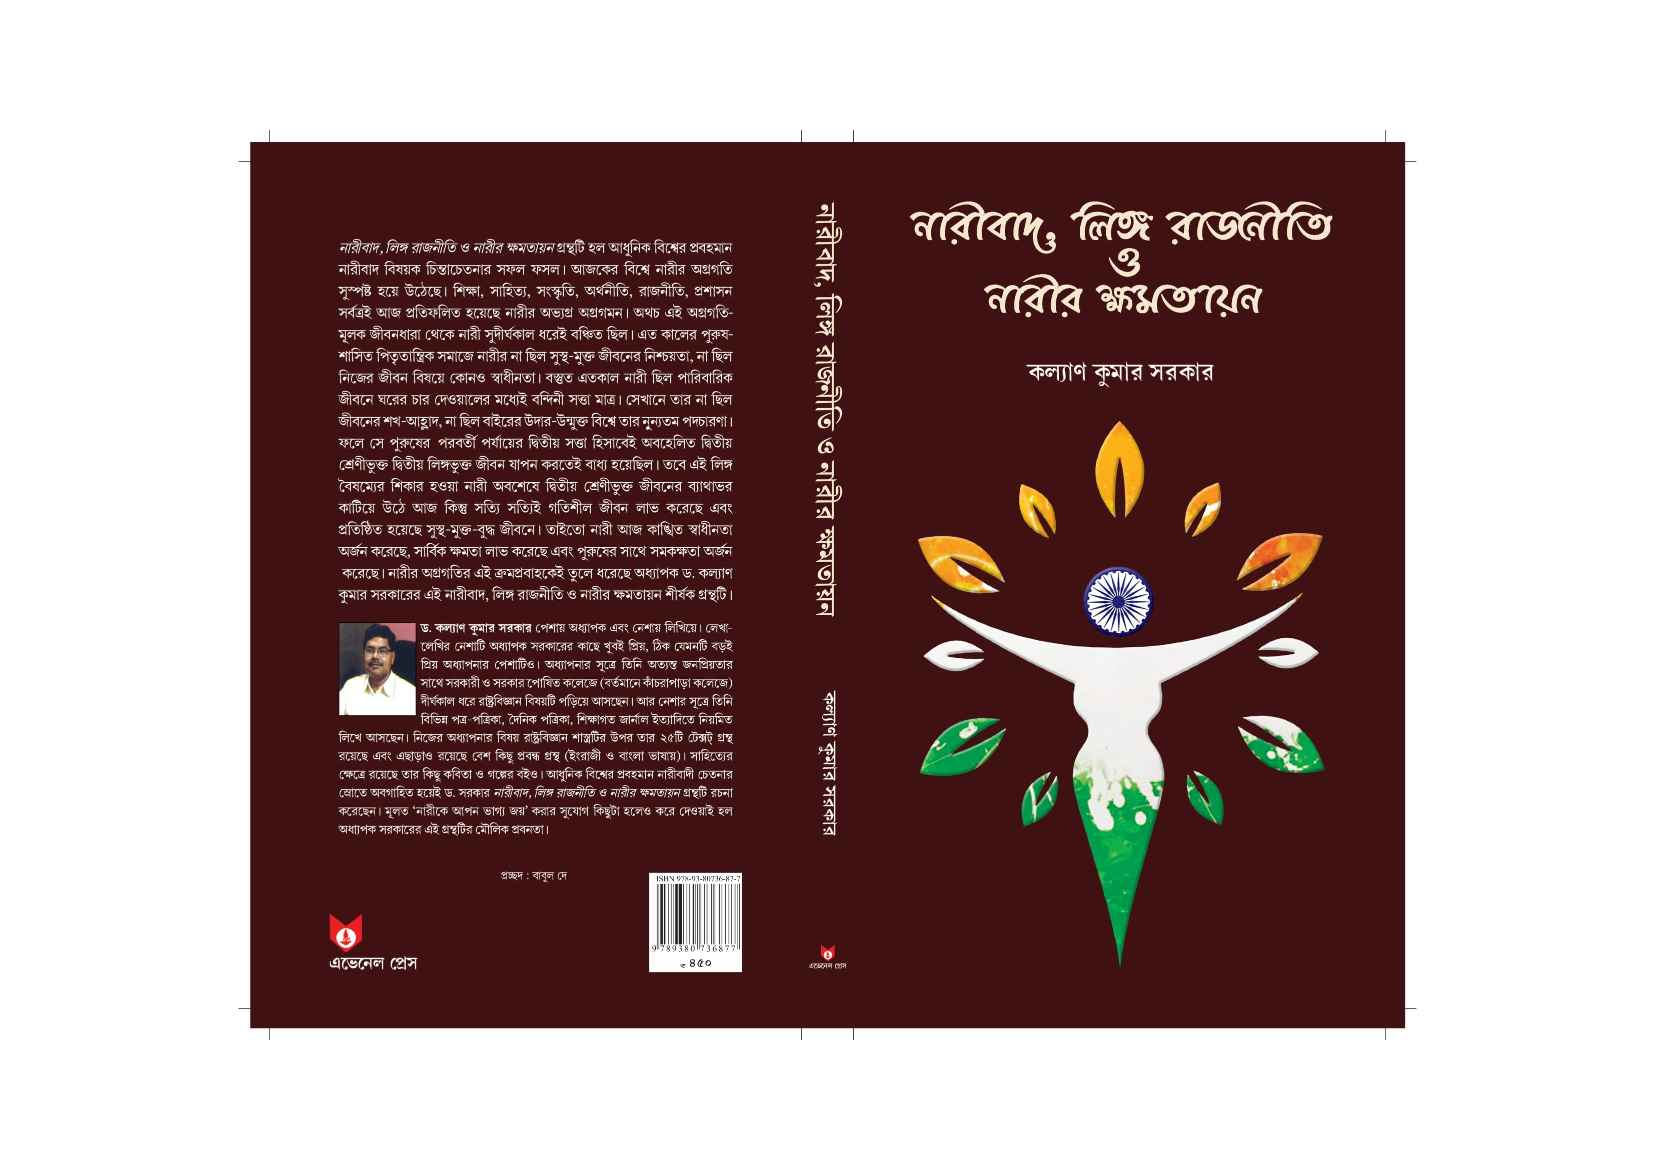 নারীবাদ, লিঙ্গ রাজনীতি ও নারীর ক্ষমতায়ন গ্রন্থটি হল আধুনিক বিশ্বের প্রবহমান
নারীবাদ বিষয়ক চিন্তাচেতনার সফল ফসল। আজকের বিশ্বে নারীর অগ্রগতি
সুস্পষ্ট হয়ে উঠেছে। শিক্ষা, সাহিত্য, সংস্কৃতি, অর্থনীতি, রাজনীতি, প্রশাসন
সর্বত্রই আজ প্রতিফলিত হয়েছে নারীর অভ্যগ্র অগ্রগমন। অথচ এই অগ্রগতি-
মূলক জীবনধারা থেকে নারী সুদীর্ঘকাল ধরেই বঞ্চিত ছিল। এত কালের পুরুষ-
শাসিত পিতৃতান্ত্রিক সমাজে নারীর না ছিল সুস্থ-মুক্ত জীবনের নিশ্চয়তা, না ছিল
নিজের জীবন বিষয়ে কোনও স্বাধীনতা। বস্তুত এতকাল নারী ছিল পারিবারিক
জীবনে ঘরের চার দেওয়ালের মধ্যেই বন্দিনী সত্তা মাত্র। সেখানে তার না ছিল
জীবনের শখ-আহ্লাদ, না ছিল বাইরের উদার-উন্মুক্ত বিশ্বে তার নূন্যতম পদচারণা।
ফলে সে পুরুষের পরবর্তী পর্যায়ের দ্বিতীয় সত্তা হিসাবেই অবহেলিত দ্বিতীয়
শ্রেণীভুক্ত দ্বিতীয় লিঙ্গভুক্ত জীবন যাপন করতেই বাধ্য হয়েছিল। তবে এই লিঙ্গ
বৈষম্যের শিকার হওয়া নারী অবশেষে দ্বিতীয় শ্রেণীভুক্ত জীবনের ব্যাথাভর
কাটিয়ে উঠে আজ কিন্তু সত্যি সত্যিই গতিশীল জীবন লাভ করেছে এবং
প্রতিষ্ঠিত হয়েছে সুস্থ-মুক্ত-বুদ্ধ জীবনে। তাইতো নারী আজ কাঙ্খিত স্বাধীনতা
অর্জন করেছে, সার্বিক ক্ষমতা লাভ করেছে এবং পুরুষের সাথে সমকক্ষতা অর্জন
করেছে। নারীর অগ্রগতির এই ক্রমপ্রবাহকেই তুলে ধরেছে অধ্যাপক ড. কল্যাণ
কুমার সরকারের এই নারীবাদ, লিঙ্গ রাজনীতি ও নারীর ক্ষমতায়ন শীর্ষক গ্রন্থটি।
ড. কল্যাণ কুমার সরকার পেশায় অধ্যাপক এবং নেশায় লিখিয়ে। লেখা-
লেখির নেশাটি অধ্যাপক সরকারের কাছে খুবই প্রিয়, ঠিক যেমনটি বড়ই
প্রিয় অধ্যাপনার পেশাটিও। অধ্যাপনার সূত্রে তিনি অত্যন্ত জনপ্রিয়তার
সাথে সরকারী ও সরকার পোষিত কলেজে (বর্তমানে কাঁচরাপাড়া কলেজে)
দীর্ঘকাল ধরে রাষ্ট্রবিজ্ঞান বিষয়টি পড়িয়ে আসছেন। আর নেশার সূত্রে তিনি
বিভিন্ন পত্র-পত্রিকা, দৈনিক পত্রিকা, শিক্ষাগত জার্নাল ইত্যাদিতে নিয়মিত
লিখে আসছেন। নিজের অধ্যাপনার বিষয় রাষ্ট্রবিজ্ঞান শাস্ত্রটির উপর তার ২৫টি টেক্সট্ গ্রন্থ
রয়েছে এবং এছাড়াও রয়েছে বেশ কিছু প্রবন্ধ গ্রন্থ (ইংরাজী ও বাংলা ভাষায়)। সাহিত্যের
ক্ষেত্রে রয়েছে তার কিছু কবিতা ও গল্পের বইও। আধুনিক বিশ্বের প্রবহমান নারীবাদী চেতনার
স্রোতে অবগাহিত হয়েই ড. সরকার নারীবাদ, লিঙ্গ রাজনীতি ও নারীর ক্ষমতায়ন গ্রন্থটি রচনা
করেছেন। মূলত ‘নারীকে আপন ভাগ্য জয়’ করার সুযোগ কিছুটা হলেও করে দেওয়াই হল
অধ্যাপক সরকারের এই গ্রন্থটির মৌলিক প্রবনতা।
প্রচ্ছদ : বাবুল দে
এভেনেল প্রেস
ISBN 978-93-80736-87-7
9 789380 736877
৪৫০
নারীবাদ, লিঙ্গ রাজনীতি ও নারীর ক্ষমতায়ন
কল্যাণ কুমার সরকার
এভেনেল প্রেস
নারীবাদ, লিঙ্গ রাজনীতি
ও
নারীর ক্ষমতায়ন
কল্যাণ কুমার সরকার